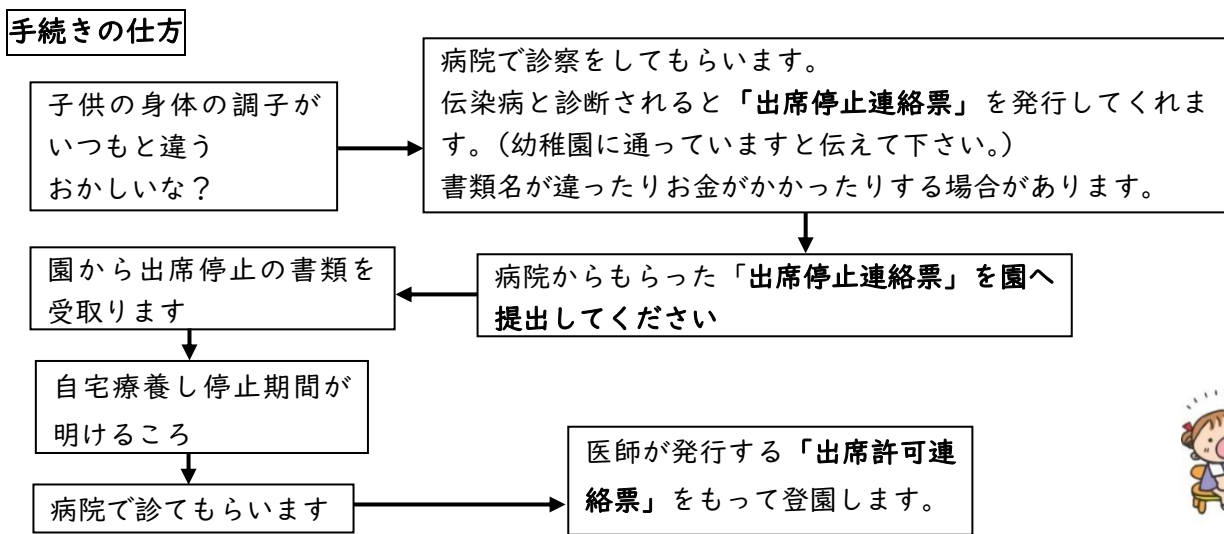 手続きの仕方
子供の身体の調子が
いつもと違う
おかしいな？
病院で診察をしてもらいます。
伝染病と診断されると「出席停止連絡票」を発行してくれま
す。（幼稚園に通っていますと伝えて下さい。）
書類名が違ったりお金がかかったりする場合があります。
病院からもらった「出席停止連絡票」を園へ
提出してください
園から出席停止の書類を
受取ります
自宅療養し停止期間が
明けるころ
病院で診てもらいます
医師が発行する「出席許可連
絡票」をもって登園します。